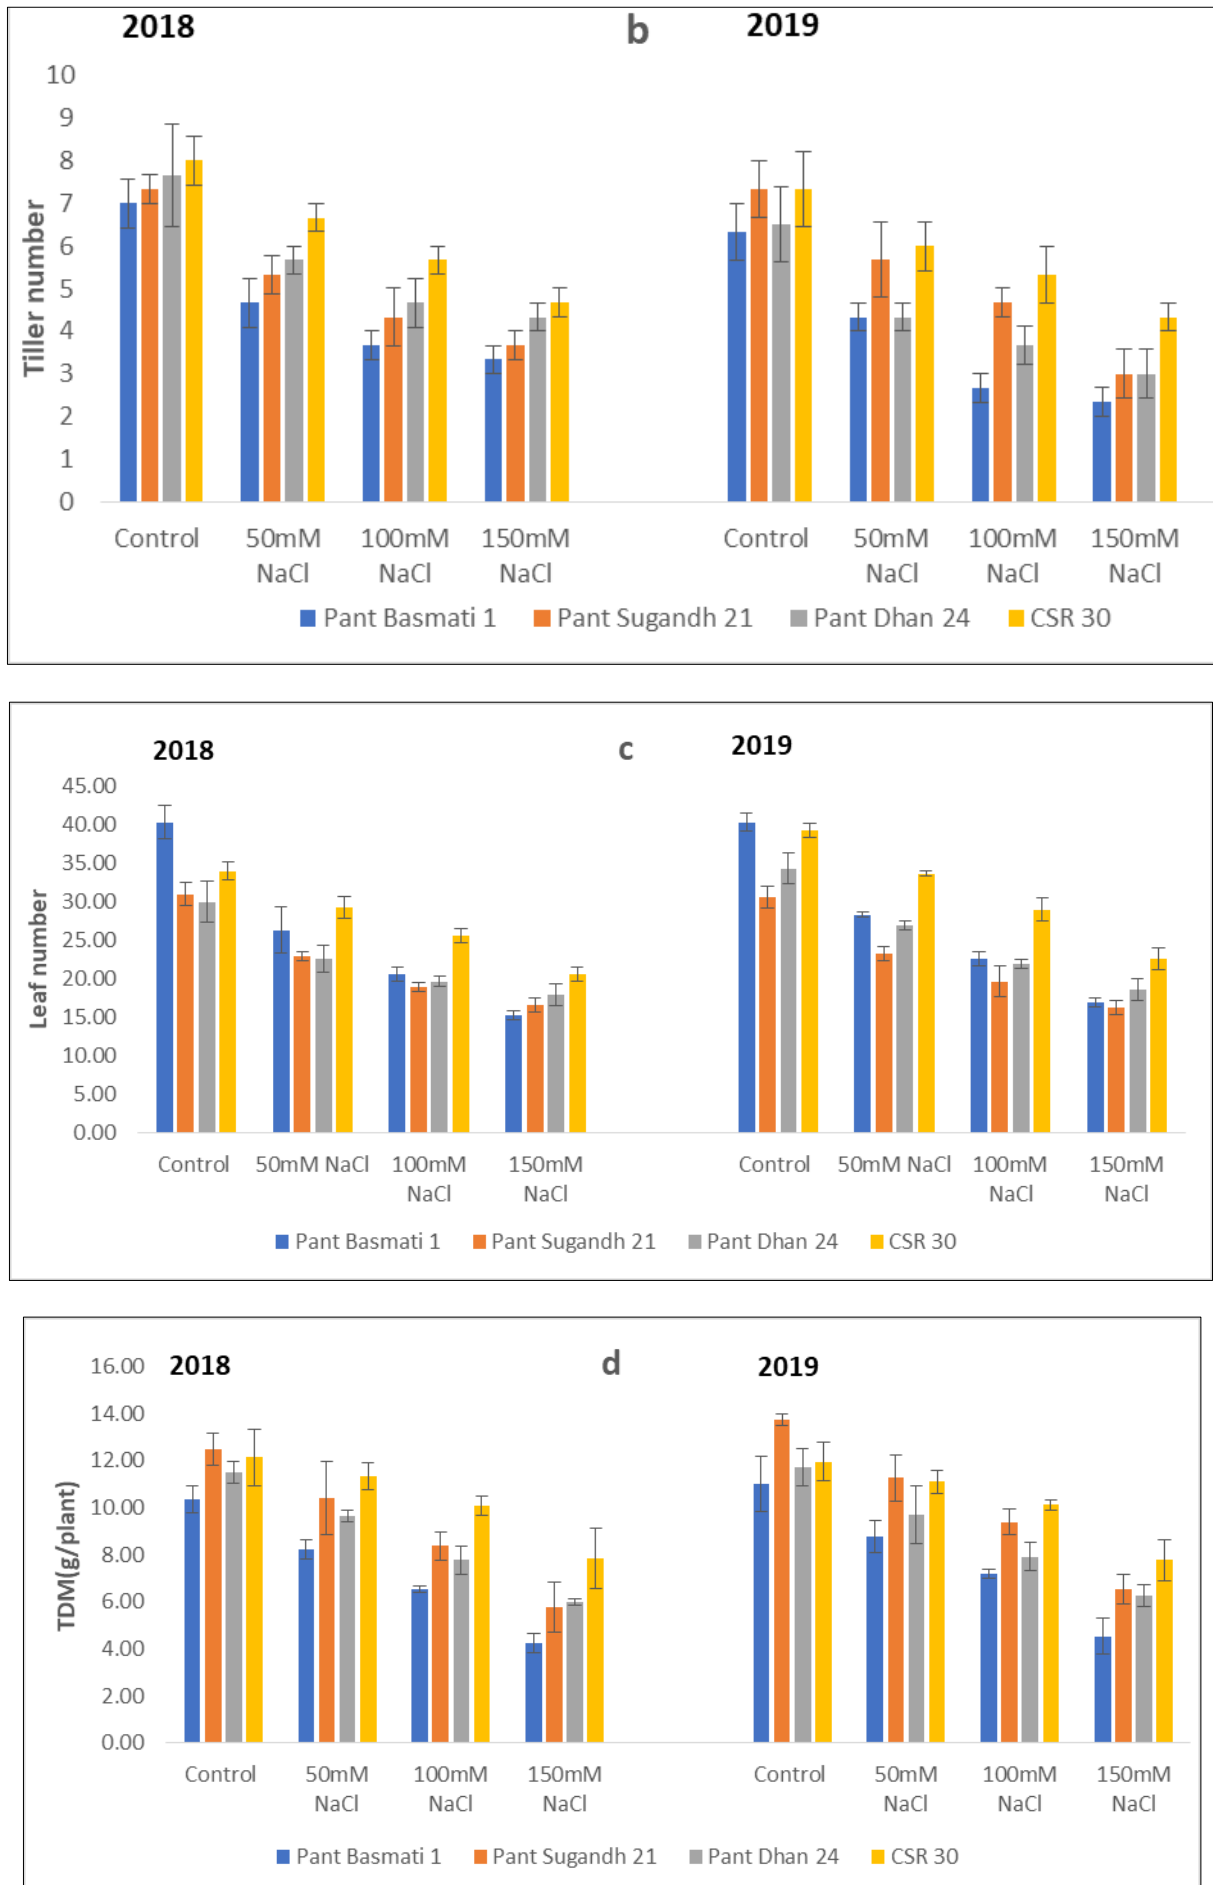 2018 b 2019
10
9
8
7
6
5
4
3
2
1
0
Tiller number
Control 50mM NaCl 100mM NaCl 150mM NaCl Control 50mM NaCl 100mM NaCl 150mM NaCl
Pant Basmati 1 Pant Sugandh 21 Pant Dhan 24 CSR 30
2018 c 2019
45.00
40.00
35.00
30.00
25.00
20.00
15.00
10.00
5.00
0.00
Leaf number
Control 50mM NaCl 100mM NaCl 150mM NaCl Control 50mM NaCl 100mM NaCl 150mM NaCl
Pant Basmati 1 Pant Sugandh 21 Pant Dhan 24 CSR 30
2018 d 2019
16.00
14.00
12.00
10.00
8.00
6.00
4.00
2.00
0.00
TDM(g/plant)
Control 50mM NaCl 100mM NaCl 150mM NaCl Control 50mM NaCl 100mM NaCl 150mM NaCl
Pant Basmati 1 Pant Sugandh 21 Pant Dhan 24 CSR 30